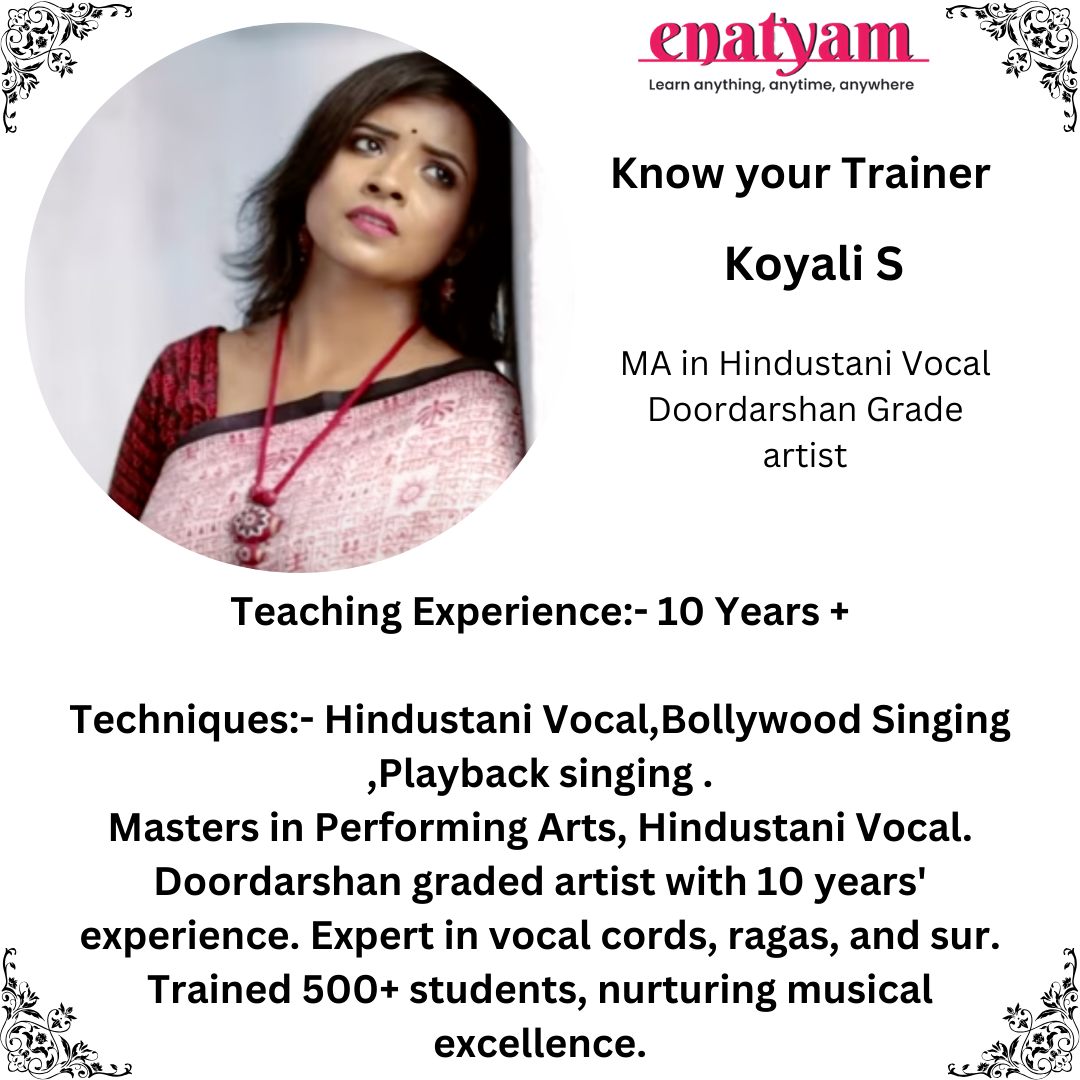 enatyam
Learn anything, anytime, anywhere
Know your Trainer
Koyali S
MA in Hindustani Vocal
Doordarshan Grade
artist
Teaching Experience:- 10 Years +
Techniques:- Hindustani Vocal,Bollywood Singing
,Playback singing .
Masters in Performing Arts, Hindustani Vocal.
Doordarshan graded artist with 10 years'
experience. Expert in vocal cords, ragas, and sur.
Trained 500+ students, nurturing musical
excellence.